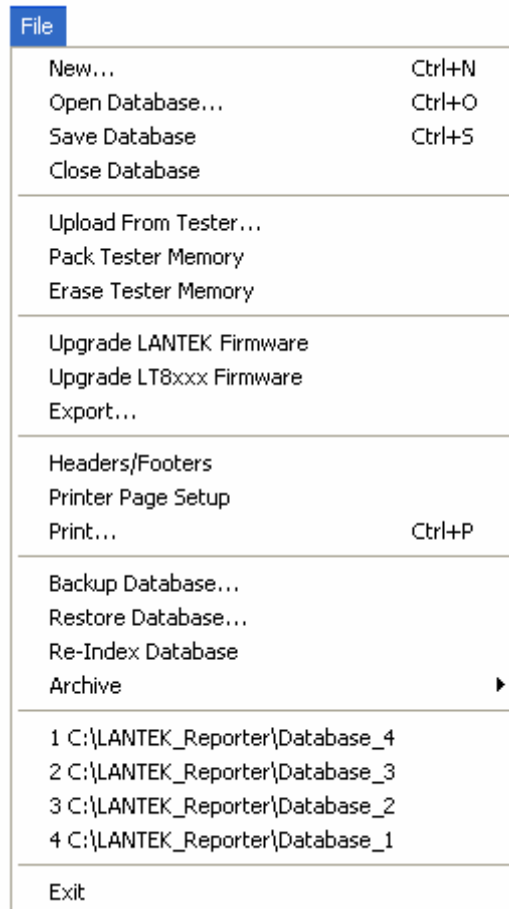 File
New... Ctrl+N
Open Database... Ctrl+O
Save Database Ctrl+S
Close Database
Upload From Tester...
Pack Tester Memory
Erase Tester Memory
Upgrade LANTEK Firmware
Upgrade LT8xxx Firmware
Export...
Headers/Footers
Printer Page Setup
Print... Ctrl+P
Backup Database...
Restore Database...
Re-Index Database
Archive
1 C:\LANTEK_Reporter\Database_4
2 C:\LANTEK_Reporter\Database_3
3 C:\LANTEK_Reporter\Database_2
4 C:\LANTEK_Reporter\Database_1
Exit